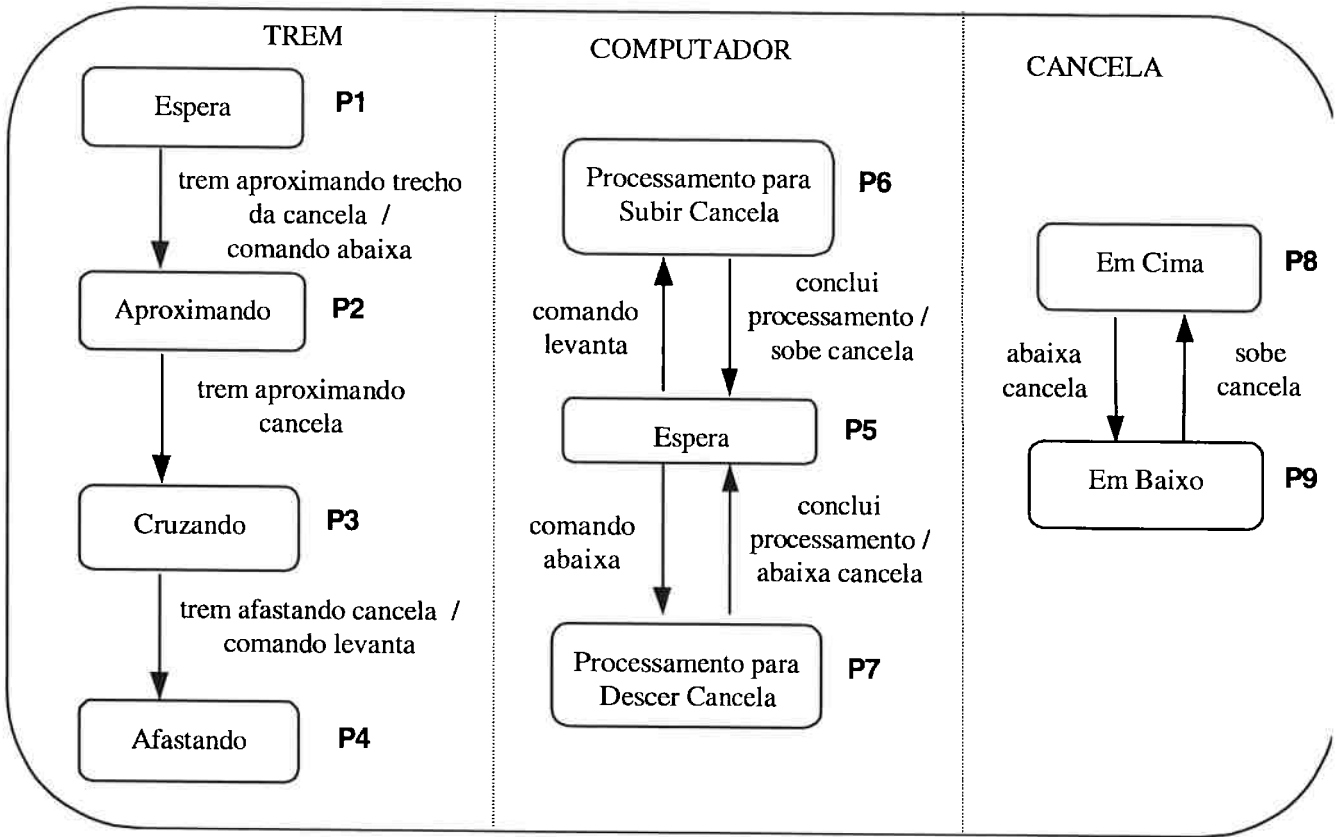 TREM
Espera
P1
trem aproximando trecho
da cancela /
comando abaixa
Aproximando
P2
trem aproximando
cancela
Cruzando
P3
trem afastando cancela /
comando levanta
Afastando
P4
COMPUTADOR
Processamento para
Subir Cancela
P6
comando
levanta
conclui
processamento /
sobe cancela
Espera
P5
comando
abaixa
conclui
processamento /
abaixa cancela
Processamento para
Descer Cancela
P7
CANCELA
Em Cima
P8
abaixa
cancela
sobe
cancela
Em Baixo
P9